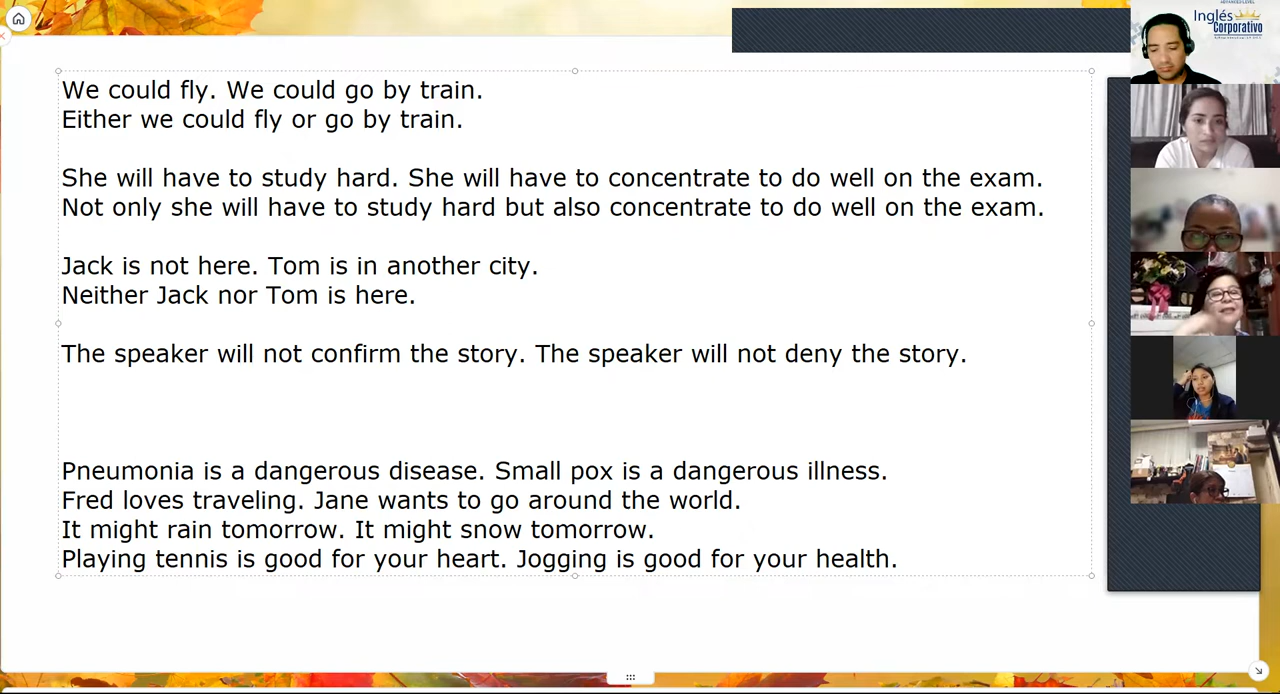 We could fly. We could go by train.
Either we could fly or go by train.
She will have to study hard. She will have to concentrate to do well on the exam.
Not only she will have to study hard but also concentrate to do well on the exam.
Jack is not here. Tom is in another city.
Neither Jack nor Tom is here.
The speaker will not confirm the story. The speaker will not deny the story.
Pneumonia is a dangerous disease. Small pox is a dangerous illness.
Fred loves traveling. Jane wants to go around the world.
It might rain tomorrow. It might snow tomorrow.
Playing tennis is good for your heart. Jogging is good for your health.
ADVANCED LEVEL
Inglés
Corporativo